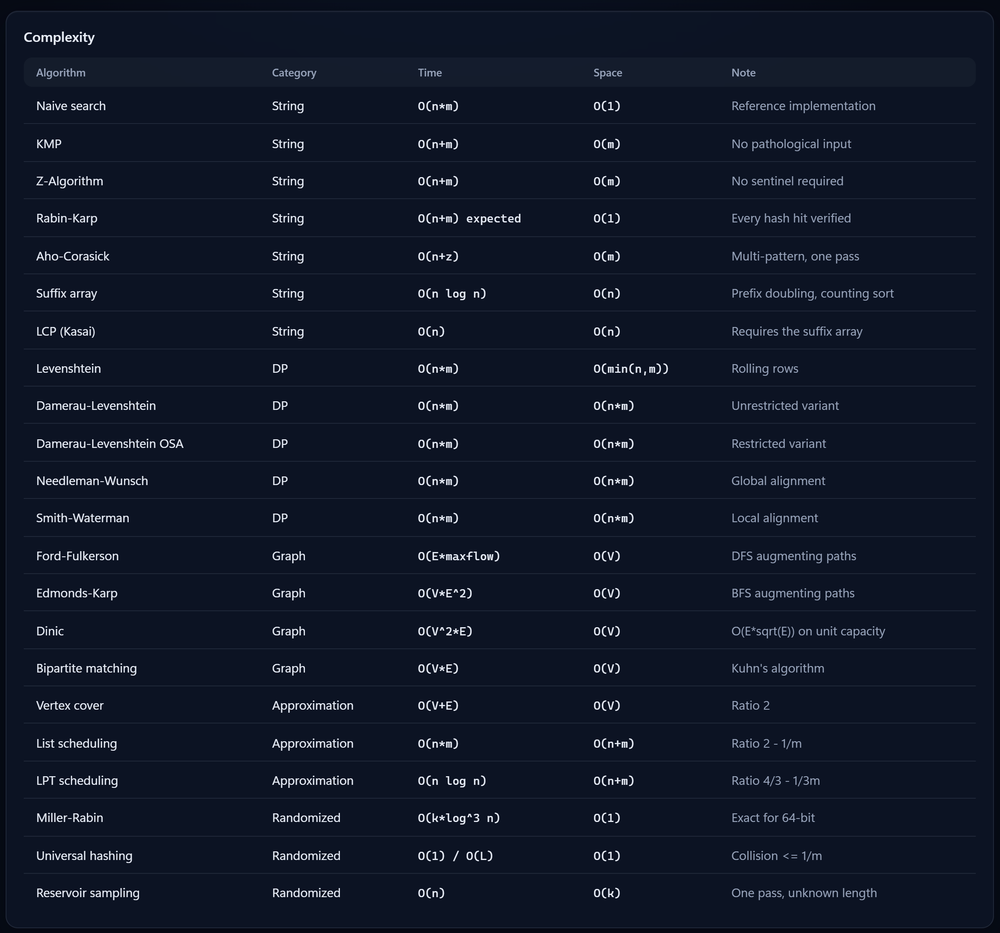 Complexity
Algorithm Category Time Space Note
Naive search String O(n*m) O(1) Reference implementation
KMP String O(n+m) O(m) No pathological input
Z-Algorithm String O(n+m) O(m) No sentinel required
Rabin-Karp String O(n+m) expected O(1) Every hash hit verified
Aho-Corasick String O(n+z) O(m) Multi-pattern, one pass
Suffix array String O(n log n) O(n) Prefix doubling, counting sort
LCP (Kasai) String O(n) O(n) Requires the suffix array
Levenshtein DP O(n*m) O(min(n,m)) Rolling rows
Damerau-Levenshtein DP O(n*m) O(n*m) Unrestricted variant
Damerau-Levenshtein OSA DP O(n*m) O(n*m) Restricted variant
Needleman-Wunsch DP O(n*m) O(n*m) Global alignment
Smith-Waterman DP O(n*m) O(n*m) Local alignment
Ford-Fulkerson Graph O(E*maxflow) O(V) DFS augmenting paths
Edmonds-Karp Graph O(V*E^2) O(V) BFS augmenting paths
Dinic Graph O(V^2*E) O(V) O(E*sqrt(E)) on unit capacity
Bipartite matching Graph O(V*E) O(V) Kuhn's algorithm
Vertex cover Approximation O(V+E) O(V) Ratio 2
List scheduling Approximation O(n*m) O(n+m) Ratio 2 - 1/m
LPT scheduling Approximation O(n log n) O(n+m) Ratio 4/3 - 1/3m
Miller-Rabin Randomized O(k*log^3 n) O(1) Exact for 64-bit
Universal hashing Randomized O(1) / O(L) O(1) Collision <= 1/m
Reservoir sampling Randomized O(n) O(k) One pass, unknown length